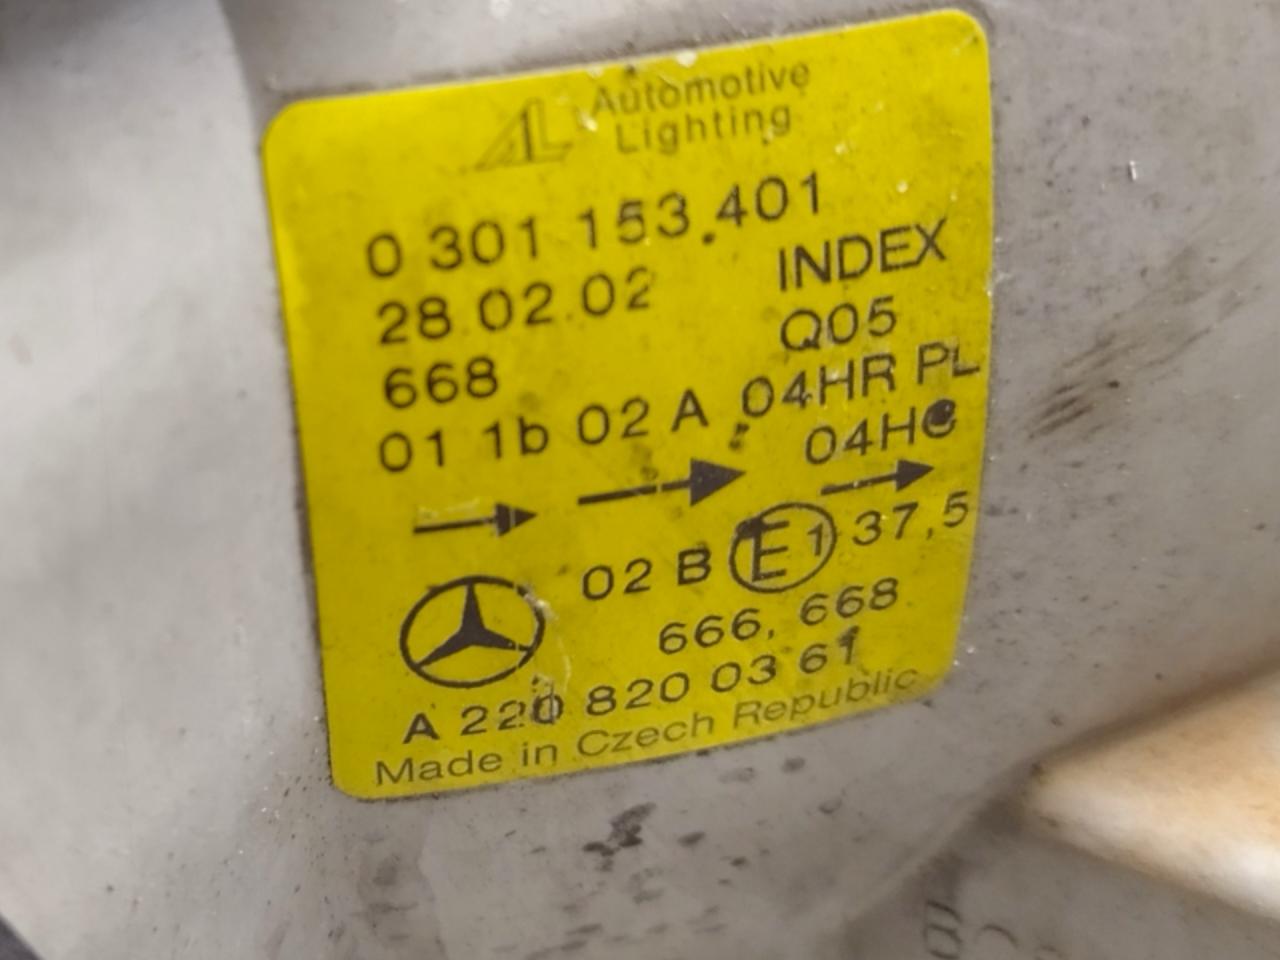 AL Automotive
Lighting
0 301 153.401
28.02.02
INDEX
668
Q05
01 1b 02 A 04HR PL
04HC
02 B E1 37,5
666, 668
A 220 820 03 61
Made in Czech Republic